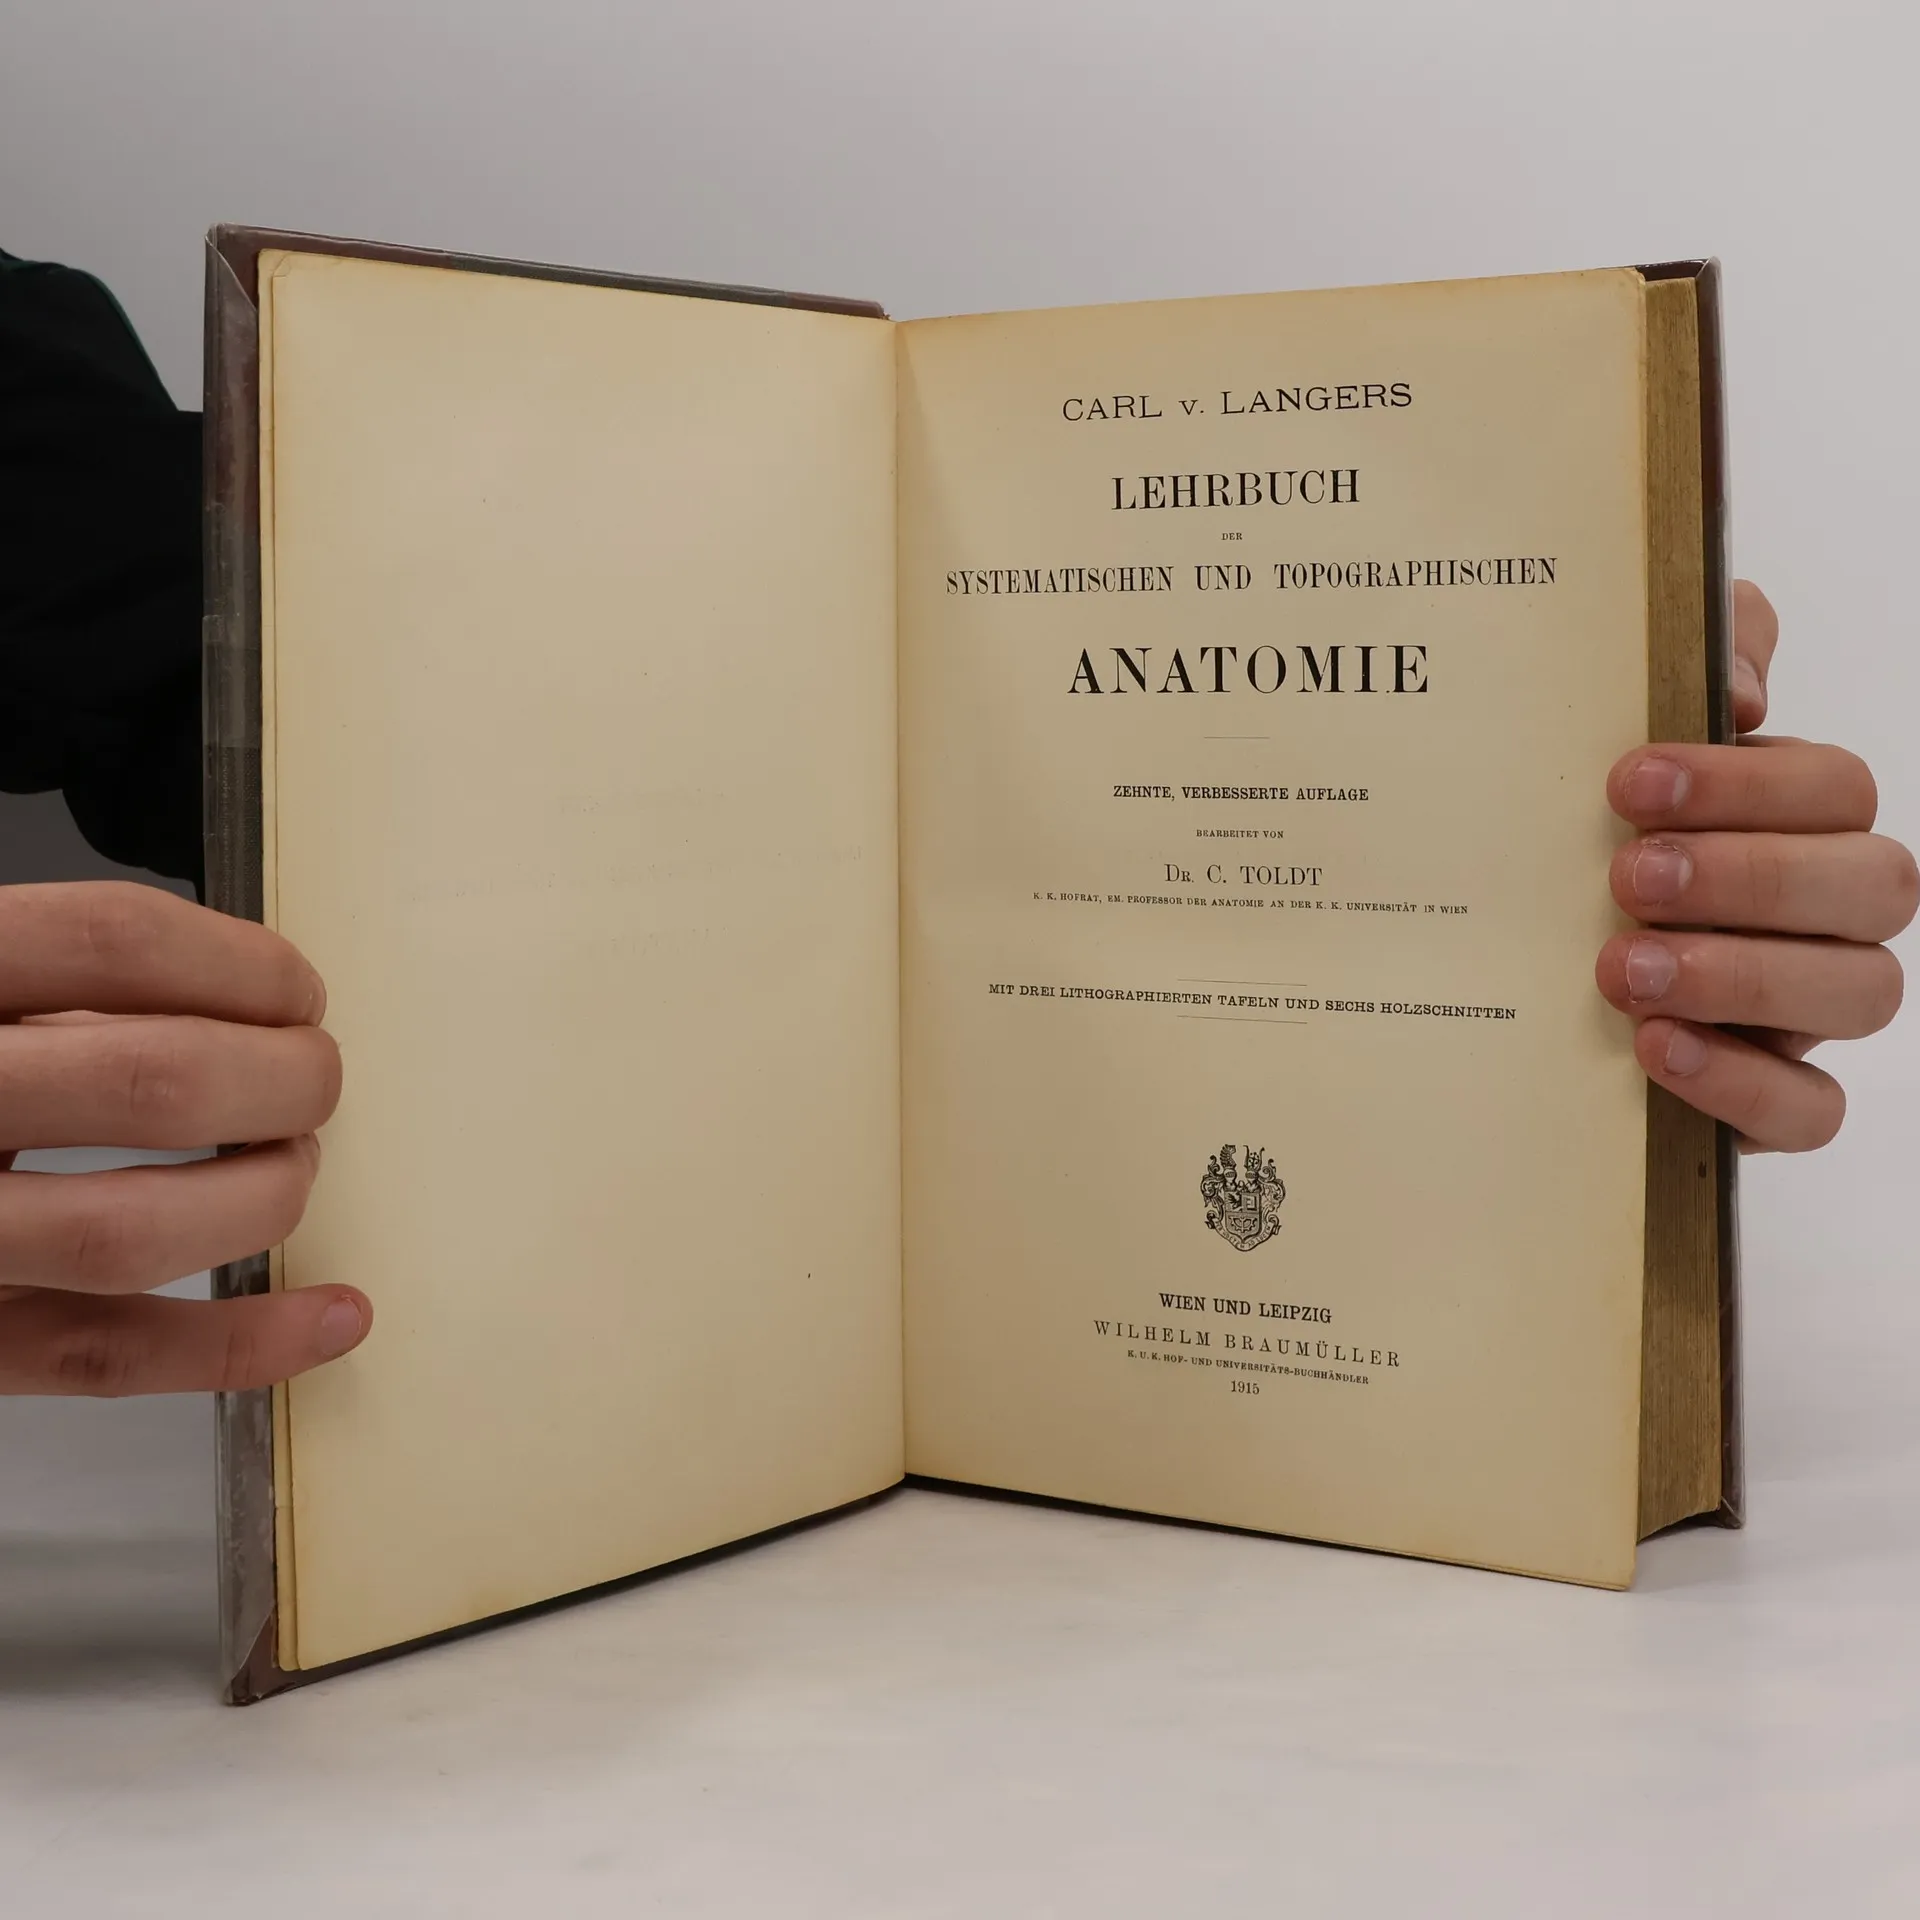 CARL v. LANGERS
LEHRBUCH
DER
SYSTEMATISCHEN UND TOPOGRAPHISCHEN
ANATOMIE
ZEHNTE, VERBESSERTE AUFLAGE
BEARBEITET VON
DR. C. TOLDT
K. K. HOFRAT, EM. PROFESSOR DER ANATOMIE AN DER K. K. UNIVERSITÄT IN WIEN
MIT DREI LITHOGRAPHIERTEN TAFELN UND SECHS HOLZSCHNITTEN
WIEN UND LEIPZIG
WILHELM BRAUMÜLLER
K. U. K. HOF- UND UNIVERSITÄTS-BUCHHÄNDLER
1915